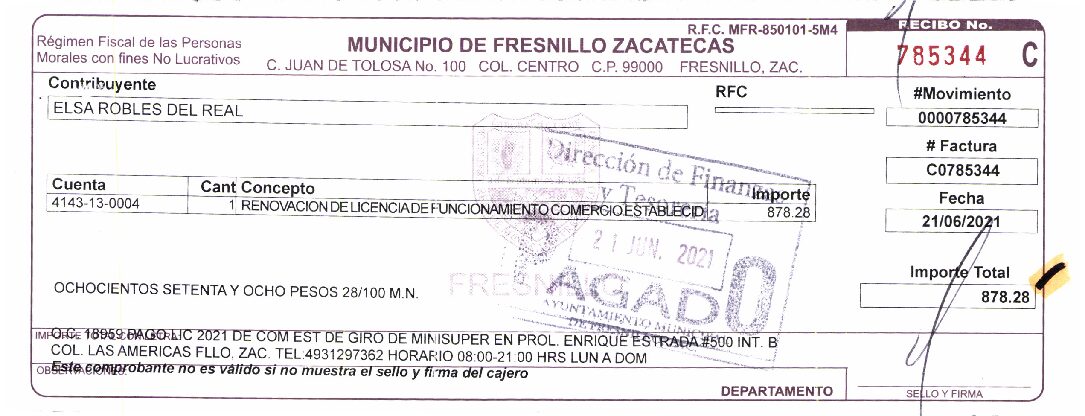 R.F.C. MFR-850101-5M4
RECIBO No.
Régimen Fiscal de las Personas
Morales con fines No Lucrativos
MUNICIPIO DE FRESNILLO ZACATECAS
C. JUAN DE TOLOSA No. 100 COL. CENTRO C.P. 99000 FRESNILLO, ZAC.
785344 C
Contribuyente
RFC
ELSA ROBLES DEL REAL
#Movimiento
0000785344
# Factura
C0785344
Fecha
21/06/2021
Dirección de Finanzas
y Tesorería
Cuenta Cant Concepto Importe
4143-13-0004 1 RENOVACION DE LICENCIA DE FUNCIONAMIENTO COMERGIO.ESTABLECID 878.28
21 JUN. 2021
PAGADO
AYUNTAMIENTO
FRESNILLO
Importe Total
878.28
OCHOCIENTOS SETENTA Y OCHO PESOS 28/100 M.N.
O.C. 18959 PAGO LIC 2021 DE COM EST DE GIRO DE MINISUPER EN PROL. ENRIQUE ESTRADA #500 INT. B
COL. LAS AMERICAS FLLO, ZAC. TEL:4931297362 HORARIO 08:00-21:00 HRS LUN A DOM
OBSERVACIONES:
Este comprobante no es válido si no muestra el sello y firma del cajero
DEPARTAMENTO
SELLO Y FIRMA